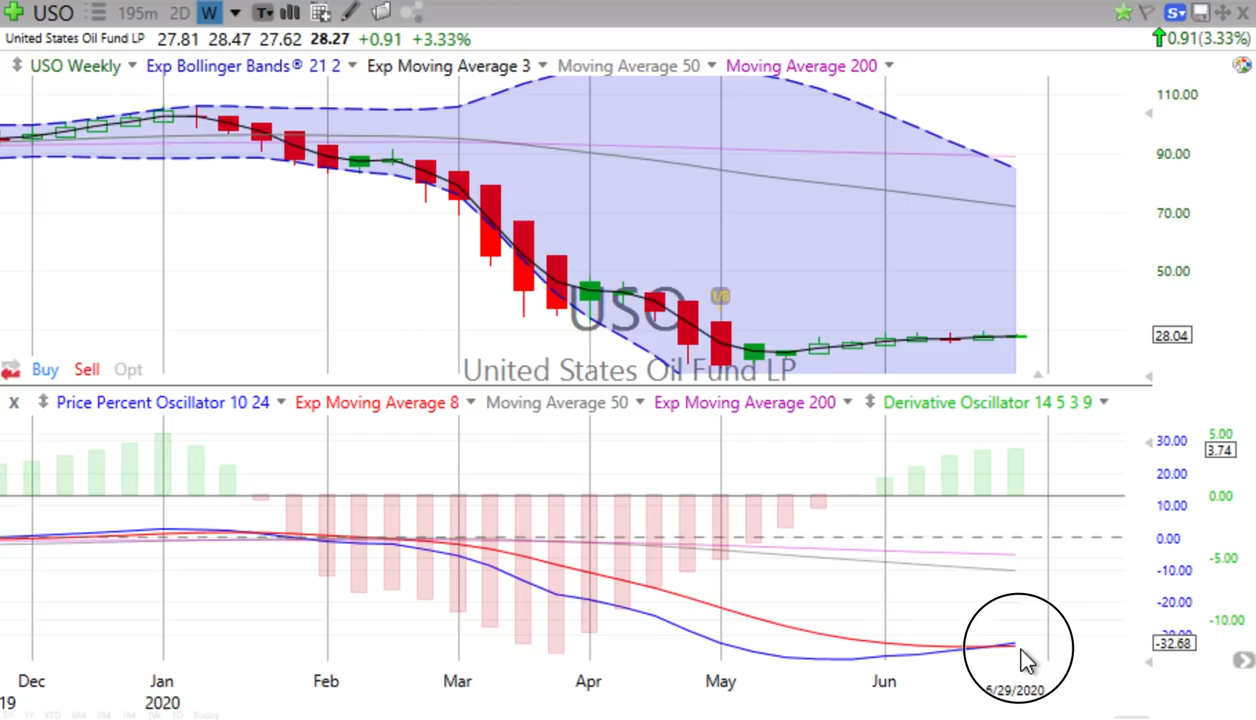 USO 195m 2D W T
United States Oil Fund LP 27.81 28.47 27.62 28.27 +0.91 +3.33% 0.91(3.33%)
USO Weekly Exp Bollinger Bands® 21 2 Exp Moving Average 3 Moving Average 50 Moving Average 200
110.00
90.00
70.00
50.00
1/8
USO
28.04
Buy Sell Opt
United States Oil Fund LP
X Price Percent Oscillator 10 24 Exp Moving Average 8 Moving Average 50 Exp Moving Average 200 Derivative Oscillator 14 5 3 9
30.00 5.00
3.74
20.00
10.00 0.00
0.00
-5.00
-10.00
-20.00
-10.00
-30.00
-32.68
Dec Jan Feb Mar Apr May Jun
5/29/2020
19 2020
Today